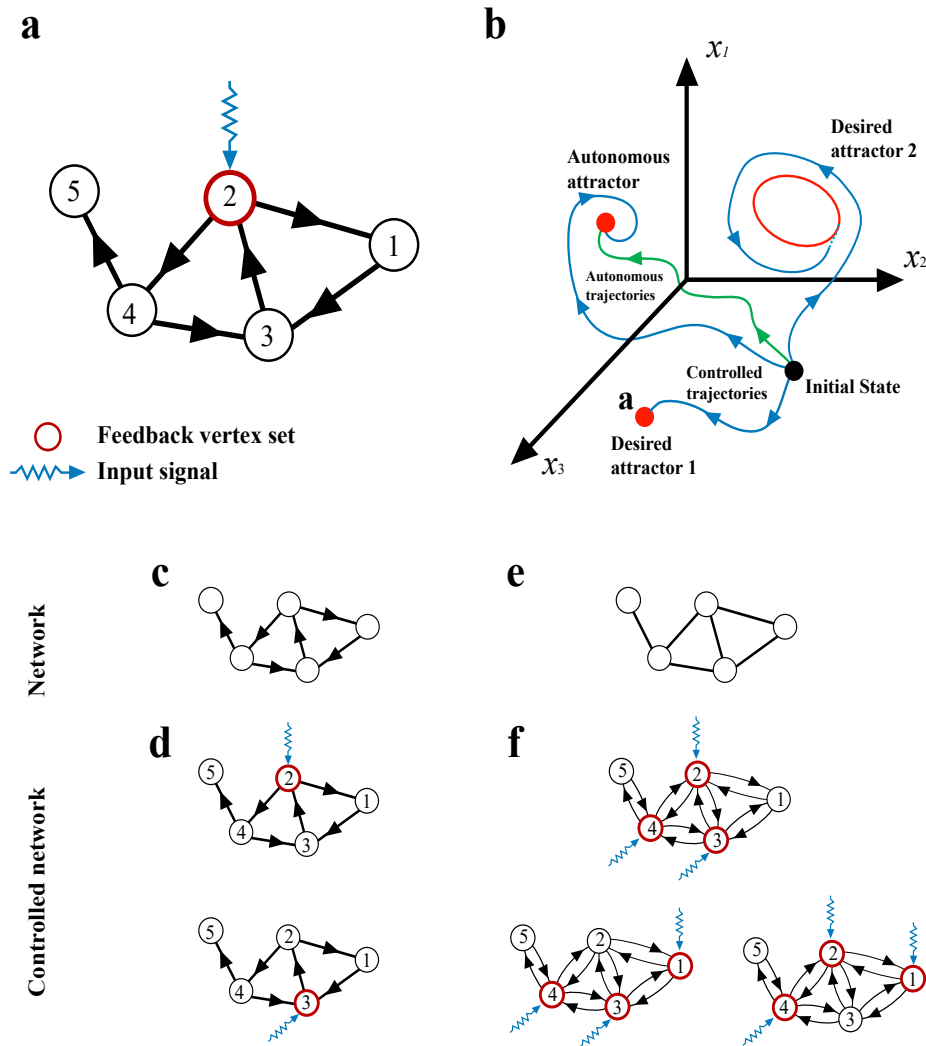 a
2
5
1
4
3
Feedback vertex set
Input signal
b
x1
Desired
attractor 2
Autonomous
attractor
x2
Autonomous
trajectories
Controlled
trajectories
Initial State
a
Desired
attractor 1
x3
Network
c
e
Controlled network
d
5
2
1
4
3
f
5
2
1
4
3
5
2
1
4
3
5
2
1
4
3
5
2
1
4
3